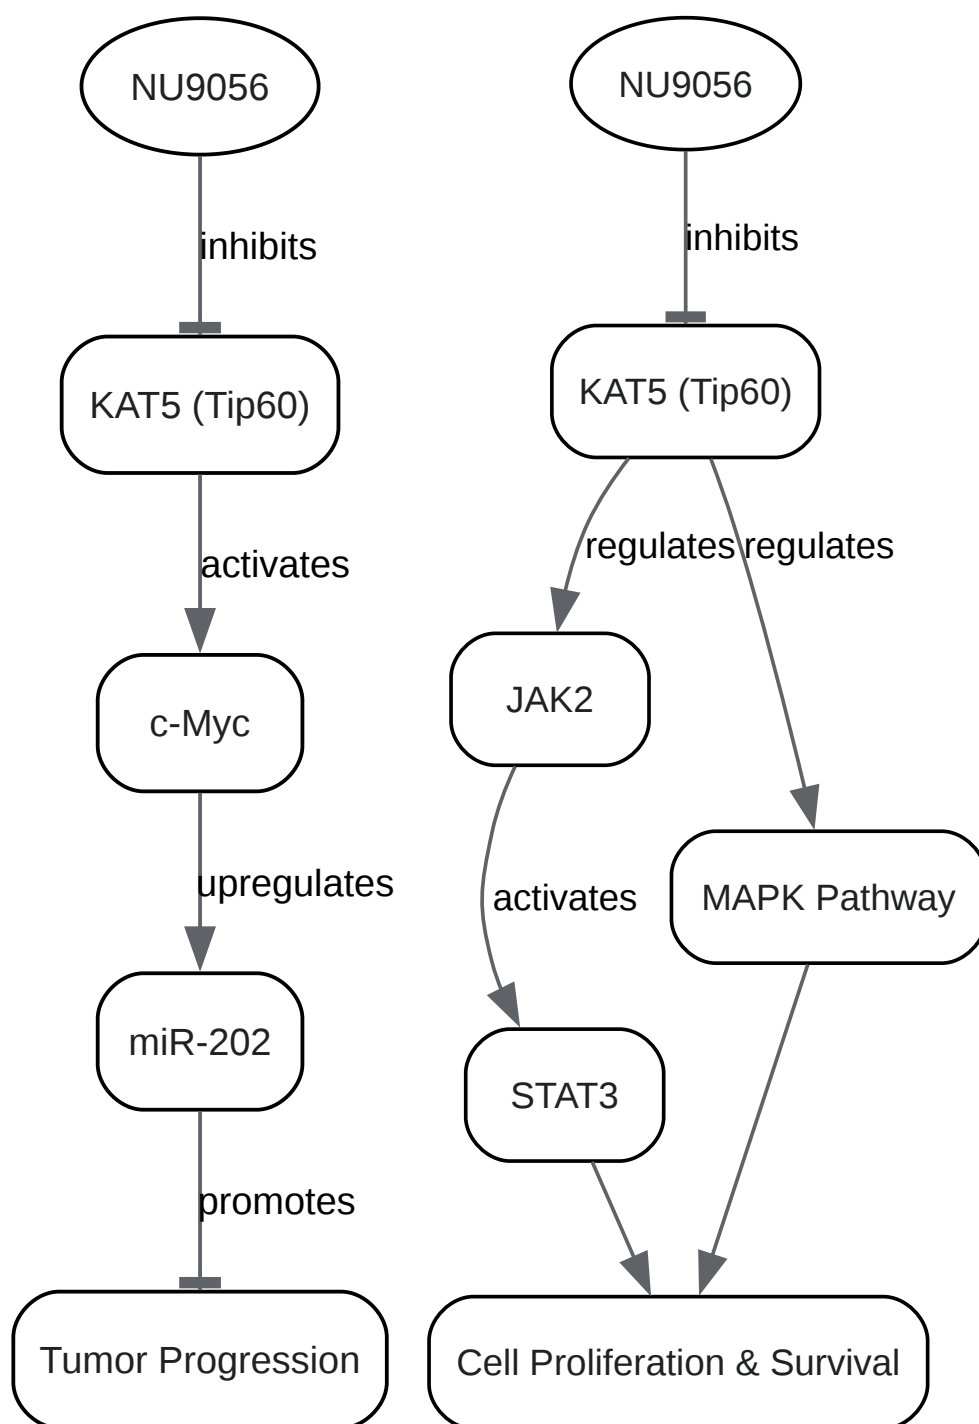 NU9056
inhibits
KAT5 (Tip60)
activates
c-Myc
upregulates
miR-202
promotes
Tumor Progression
NU9056
inhibits
KAT5 (Tip60)
regulates
regulates
JAK2
activates
MAPK Pathway
STAT3
Cell Proliferation & Survival